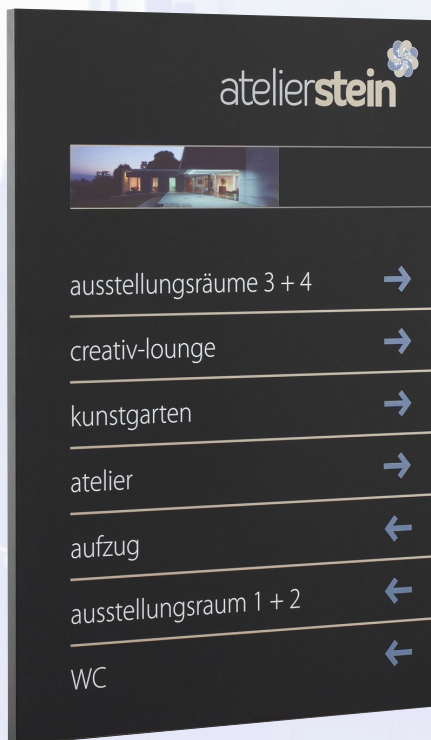 atelierstein
ausstellungsräume 3 + 4 →
creativ-lounge →
kunstgarten →
atelier →
aufzug ←
ausstellungsraum 1 + 2 ←
WC ←